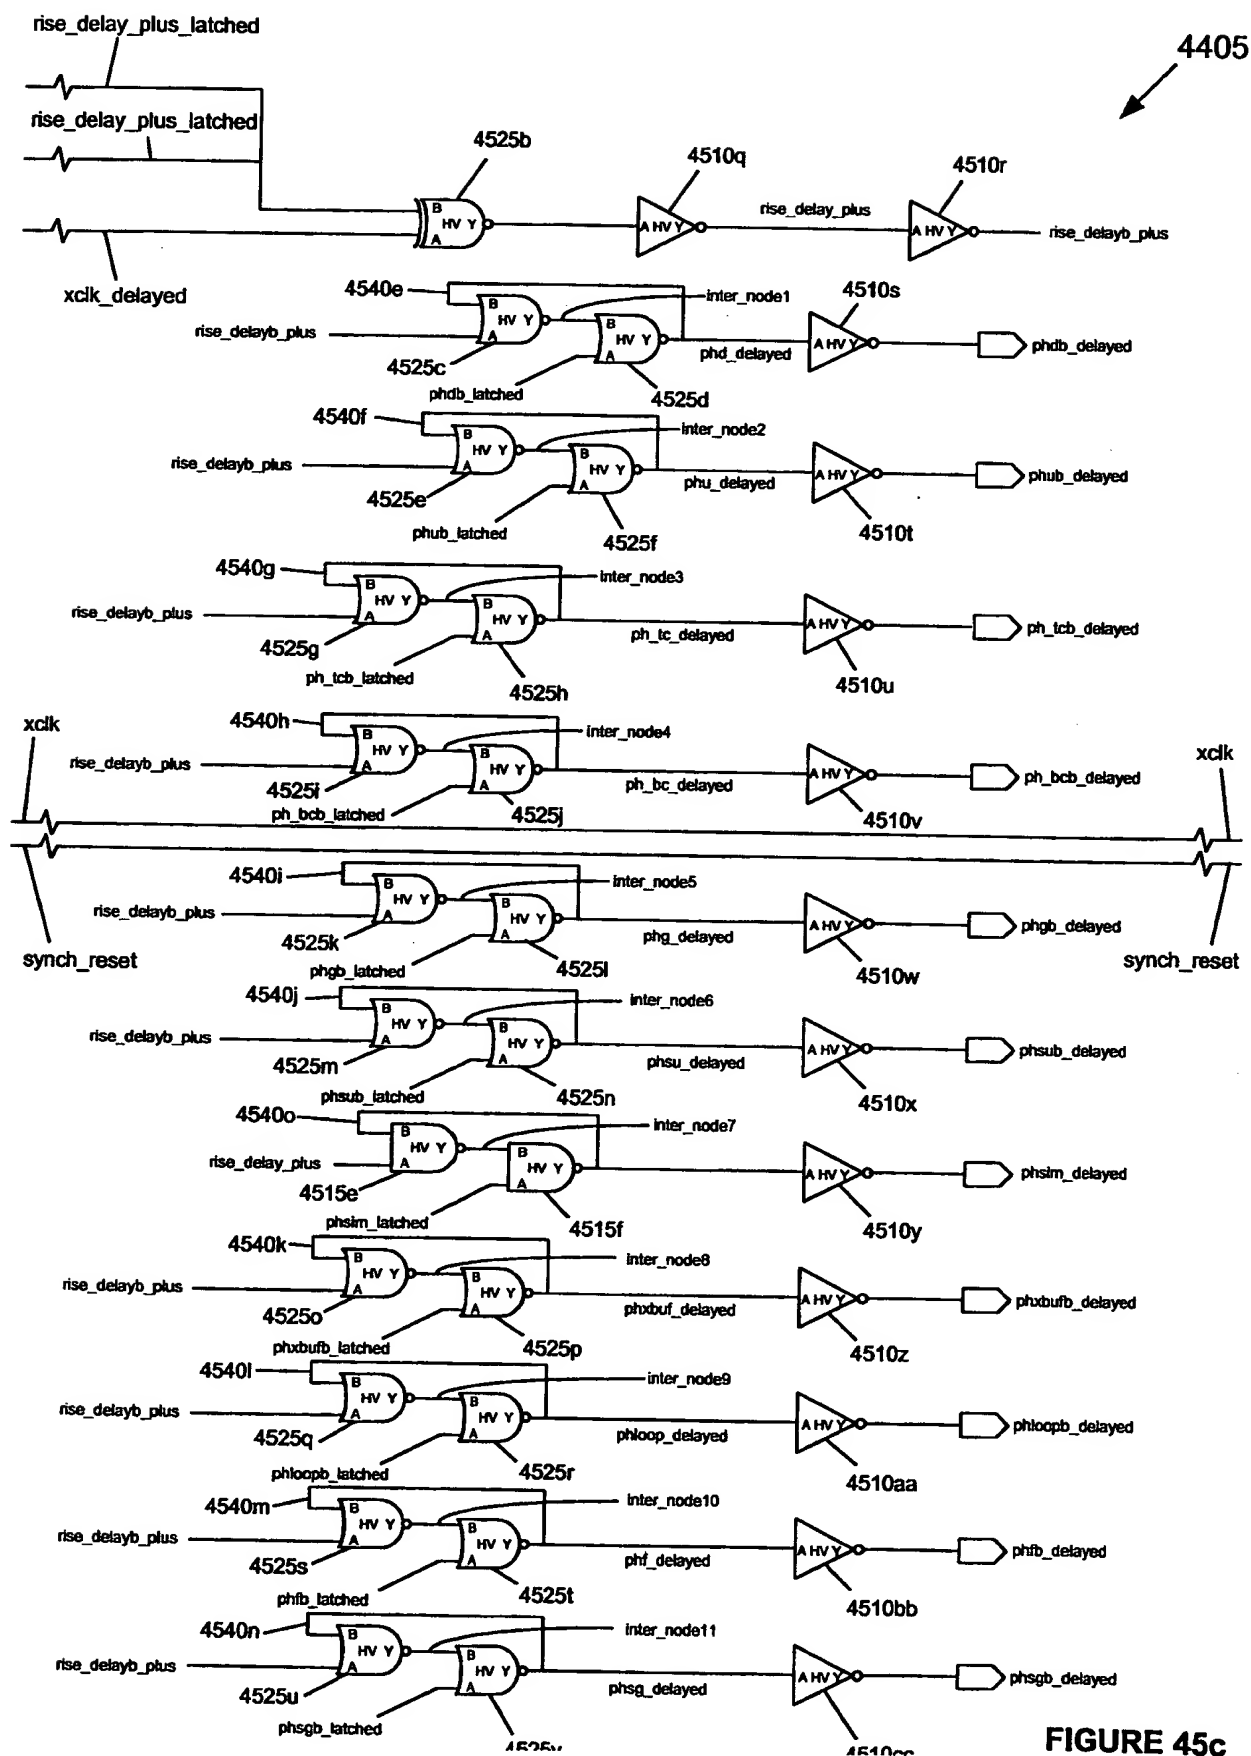 rise_delay_plus_latched
4405
rise_delay_plus_latched
4525b
4510q
4510r
B
HV Y
A
A HV Y
rise_delay_plus
A HV Y
rise_delayb_plus
xclk_delayed
4540e
B
HV Y
A
inter_node1
4510s
rise_delayb_plus
B
HV Y
A
phd_delayed
A HV Y
phdb_delayed
4525c
phdb_latched
4525d
4540f
B
HV Y
A
inter_node2
rise_delayb_plus
B
HV Y
A
phu_delayed
A HV Y
phub_delayed
4525e
phub_latched
4525f
4510t
4540g
B
HV Y
A
inter_node3
rise_delayb_plus
B
HV Y
A
ph_tc_delayed
A HV Y
ph_tcb_delayed
4525g
ph_tcb_latched
4525h
4510u
xclk
4540h
B
HV Y
A
inter_node4
xclk
rise_delayb_plus
B
HV Y
A
ph_bc_delayed
A HV Y
ph_bcb_delayed
4525i
ph_bcb_latched
4525j
4510v
4540i
B
HV Y
A
inter_node5
rise_delayb_plus
B
HV Y
A
phg_delayed
A HV Y
phgb_delayed
4525k
synch_reset
phgb_latched
4525l
4510w
synch_reset
4540j
B
HV Y
A
inter_node6
rise_delayb_plus
B
HV Y
A
phsu_delayed
A HV Y
phsub_delayed
4525m
phsub_latched
4525n
4510x
4540o
B
HV Y
A
inter_node7
rise_delay_plus
B
HV Y
A
A HV Y
phsim_delayed
4515e
phsim_latched
4515f
4510y
4540k
B
HV Y
A
inter_node8
rise_delayb_plus
B
HV Y
A
phxbuf_delayed
A HV Y
phxbufb_delayed
4525o
phxbufb_latched
4525p
4510z
4540l
B
HV Y
A
inter_node9
rise_delayb_plus
B
HV Y
A
phloop_delayed
A HV Y
phloopb_delayed
4525q
phloopb_latched
4525r
4510aa
4540m
B
HV Y
A
inter_node10
rise_delayb_plus
B
HV Y
A
phf_delayed
A HV Y
phfb_delayed
4525s
phfb_latched
4525t
4510bb
4540n
B
HV Y
A
inter_node11
rise_delayb_plus
B
HV Y
A
phsg_delayed
A HV Y
phsgb_delayed
4525u
phsgb_latched
4525v
4510cc
FIGURE 45c